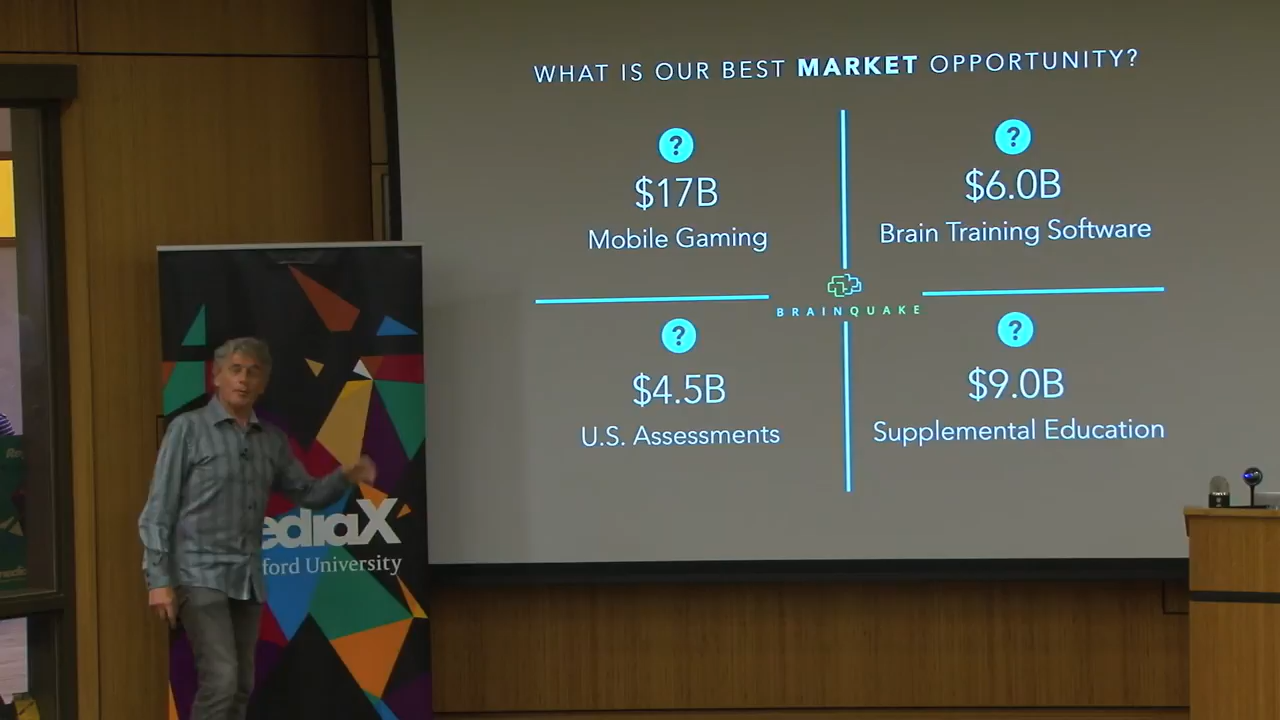 WHAT IS OUR BEST MARKET OPPORTUNITY?
?
$17B
Mobile Gaming
?
$6.0B
Brain Training Software
BRAINQUAKE
?
$4.5B
U.S. Assessments
?
$9.0B
Supplemental Education
ediaX
ford University